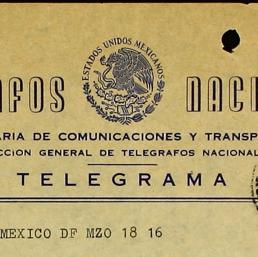 ESTADOS UNIDOS MEXICANOS
AFOS NACI
ARIA DE COMUNICACIONES Y TRANSP
CCION GENERAL DE TELEGRAFOS NACIONAL
TELEGRAMA
MEXICO DF MZO 18 16